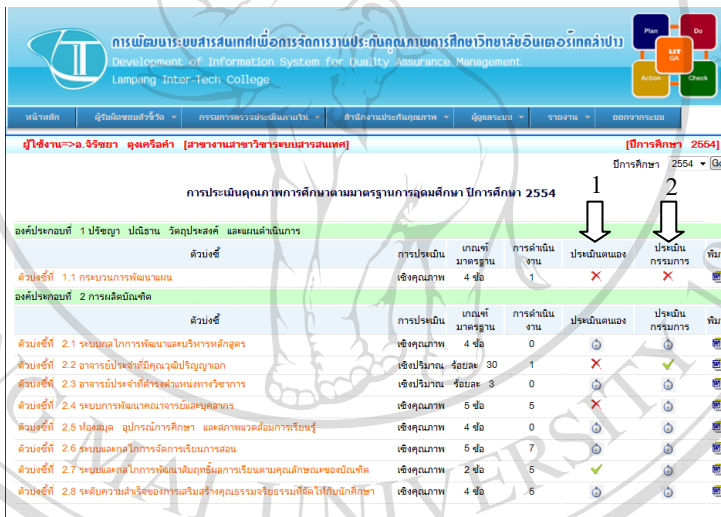 การพัฒนาระบบสารสนเทศเพื่อการจัดการงานประกันคุณภาพการศึกษาวิทยาลัยอินเตอร์เทคลำปาง
Development of Information System for Quality Assurance Management
Lampang Inter-Tech College
Plan Do
LIT QA
Action Check
หน้าหลัก ผู้รับผิดชอบตัวชี้วัด กรรมการตรวจประเมินภายใน สำนักงานประกันคุณภาพ ผู้ดูแลระบบ รายงาน ออกจากระบบ
ผู้ใช้งาน=>อ.จิรัชยา ตุงเครือคำ [สาขางานสาขาวิชาระบบสารสนเทศ] [ปีการศึกษา 2554]
ปีการศึกษา 2554 Go
การประเมินคุณภาพการศึกษาตามมาตรฐานการอุดมศึกษา ปีการศึกษา 2554
1 2
องค์ประกอบที่ 1 ปรัชญา ปณิธาน วัตถุประสงค์ และแผนดำเนินการ
ตัวบ่งชี้ การประเมิน เกณฑ์มาตรฐาน การดำเนินงาน ประเมินตนเอง ประเมินกรรมการ พิม
ตัวบ่งชี้ที่ 1.1 กระบวนการพัฒนาแผน เชิงคุณภาพ 4 ข้อ 1
องค์ประกอบที่ 2 การผลิตบัณฑิต
ตัวบ่งชี้ การประเมิน เกณฑ์มาตรฐาน การดำเนินงาน ประเมินตนเอง ประเมินกรรมการ พิม
ตัวบ่งชี้ที่ 2.1 ระบบกลไกการพัฒนาและบริหารหลักสูตร เชิงคุณภาพ 4 ข้อ 0
ตัวบ่งชี้ที่ 2.2 อาจารย์ประจำที่มีคุณวุฒิปริญญาเอก เชิงปริมาณ ร้อยละ 30 1
ตัวบ่งชี้ที่ 2.3 อาจารย์ประจำที่ดำรงตำแหน่งทางวิชาการ เชิงปริมาณ ร้อยละ 3 0
ตัวบ่งชี้ที่ 2.4 ระบบการพัฒนาคณาจารย์และบุคลากร เชิงคุณภาพ 5 ข้อ 5
ตัวบ่งชี้ที่ 2.5 ห้องสมุด อุปกรณ์การศึกษา และสภาพแวดล้อมการเรียนรู้ เชิงคุณภาพ 4 ข้อ 0
ตัวบ่งชี้ที่ 2.6 ระบบและกลไกการจัดการเรียนการสอน เชิงคุณภาพ 5 ข้อ 7
ตัวบ่งชี้ที่ 2.7 ระบบและกลไกการพัฒนาสัมฤทธิ์ผลการเรียนตามคุณลักษณะของบัณฑิต เชิงคุณภาพ 2 ข้อ 5
ตัวบ่งชี้ที่ 2.8 ระดับความสำเร็จของการเสริมสร้างคุณธรรมจริยธรรมที่จัดให้กับนักศึกษา เชิงคุณภาพ 4 ข้อ 5